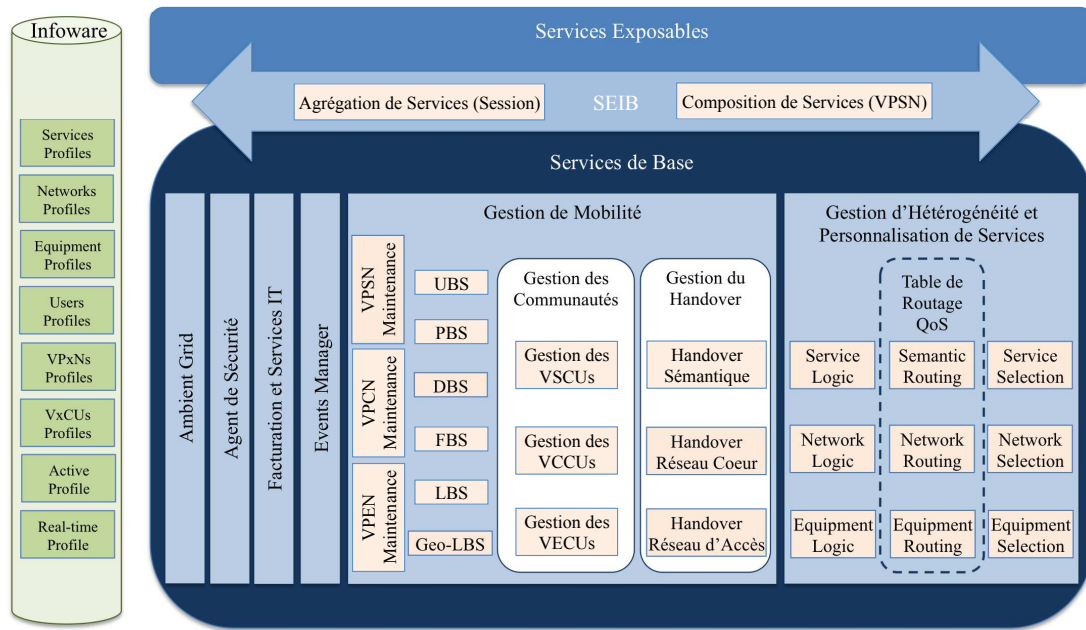 Infoware
Services
Profiles
Networks
Profiles
Equipment
Profiles
Users
Profiles
VPxNs
Profiles
VxCUs
Profiles
Active
Profile
Real-time
Profile
Services Exposables
Agrégation de Services (Session)
SEIB
Composition de Services (VPSN)
Services de Base
Ambient Grid
Agent de Sécurité
Facturation et Services IT
Events Manager
Gestion de Mobilité
VPSN
Maintenance
VPCN
Maintenance
VPEN
Maintenance
UBS
PBS
DBS
FBS
LBS
Geo-LBS
Gestion des
Communautés
Gestion des
VSCUs
Gestion des
VCCUs
Gestion des
VECUs
Gestion du
Handover
Handover
Sémantique
Handover
Réseau Coeur
Handover
Réseau d'Accès
Gestion d'Hétérogénéité et
Personnalisation de Services
Table de
Routage
QoS
Service
Logic
Semantic
Routing
Service
Selection
Network
Logic
Network
Routing
Network
Selection
Equipment
Logic
Equipment
Routing
Equipment
Selection